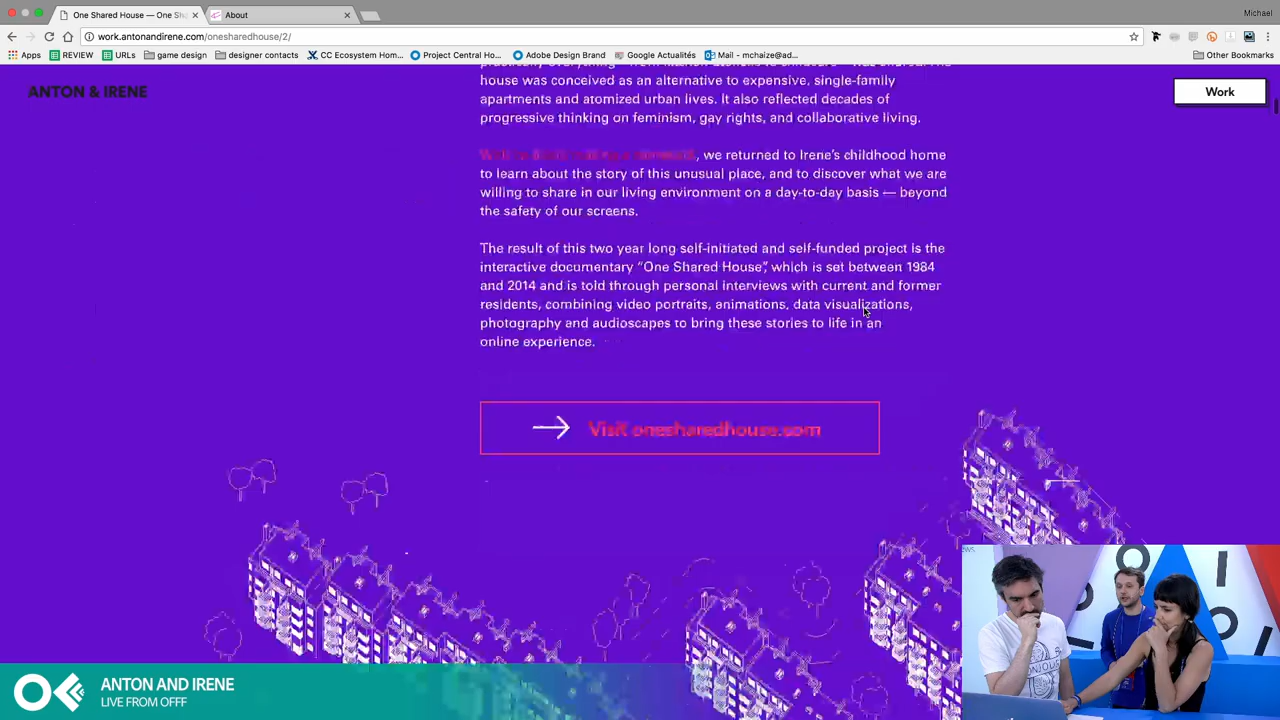 One Shared House — One Sha
About
Michael
work.antonandirene.com/onesharedhouse/2/
Apps
REVIEW
URLs
game design
designer contacts
CC Ecosystem Hom...
Project Central Ho...
Adobe Design Brand
Google Actualités
Mail - mchaize@ad...
Other Bookmarks
ANTON & IRENE
Work
house was conceived as an alternative to expensive, single-family
apartments and atomized urban lives. It also reflected decades of
progressive thinking on feminism, gay rights, and collaborative living.
, we returned to Irene's childhood home
to learn about the story of this unusual place, and to discover what we are
willing to share in our living environment on a day-to-day basis — beyond
the safety of our screens.
The result of this two year long self-initiated and self-funded project is the
interactive documentary “One Shared House”, which is set between 1984
and 2014 and is told through personal interviews with current and former
residents, combining video portraits, animations, data visualizations,
photography and audioscapes to bring these stories to life in an
online experience.
Visit onesharedhouse.com
ANTON AND IRENE
LIVE FROM OFFF
BONJOUR